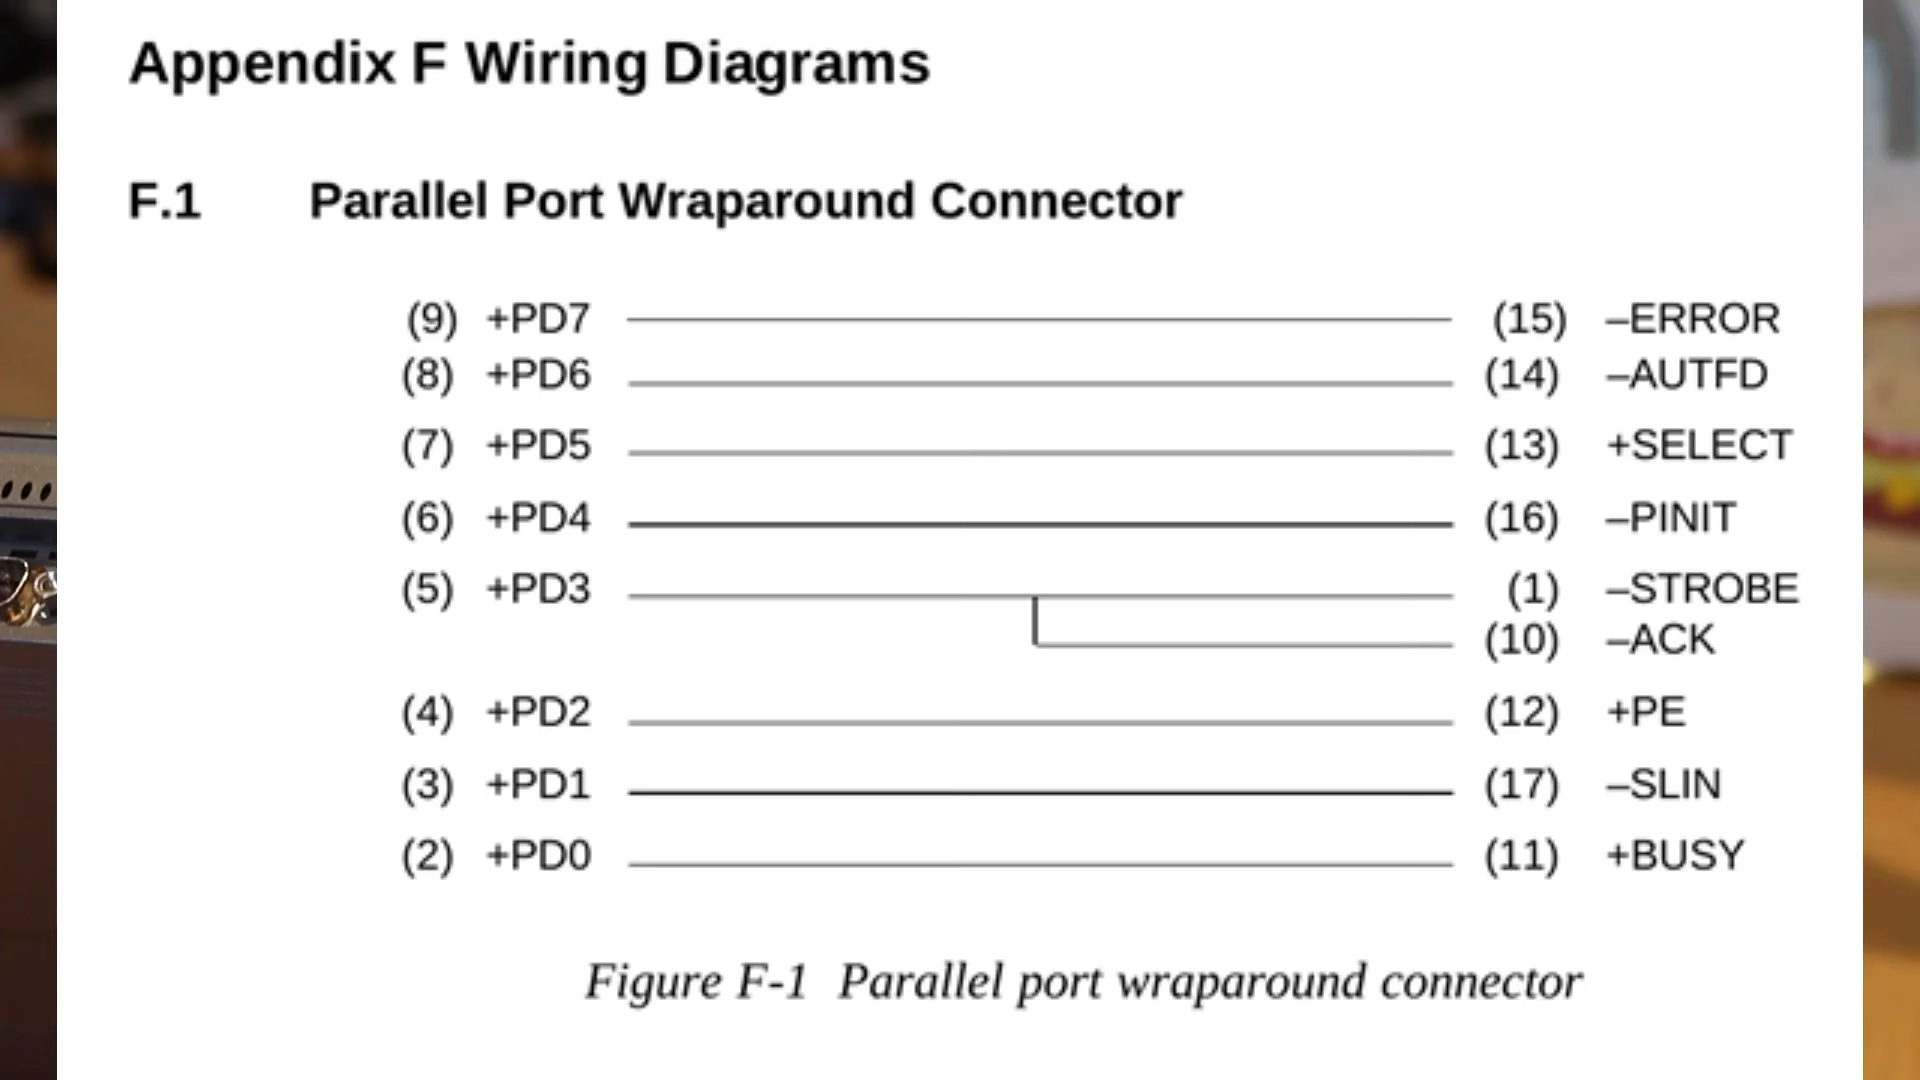 Appendix F Wiring Diagrams
F.1 Parallel Port Wraparound Connector
(9) +PD7 (15) –ERROR
(8) +PD6 (14) –AUTFD
(7) +PD5 (13) +SELECT
(6) +PD4 (16) –PINIT
(5) +PD3 (1) –STROBE
(10) –ACK
(4) +PD2 (12) +PE
(3) +PD1 (17) –SLIN
(2) +PD0 (11) +BUSY
Figure F-1 Parallel port wraparound connector